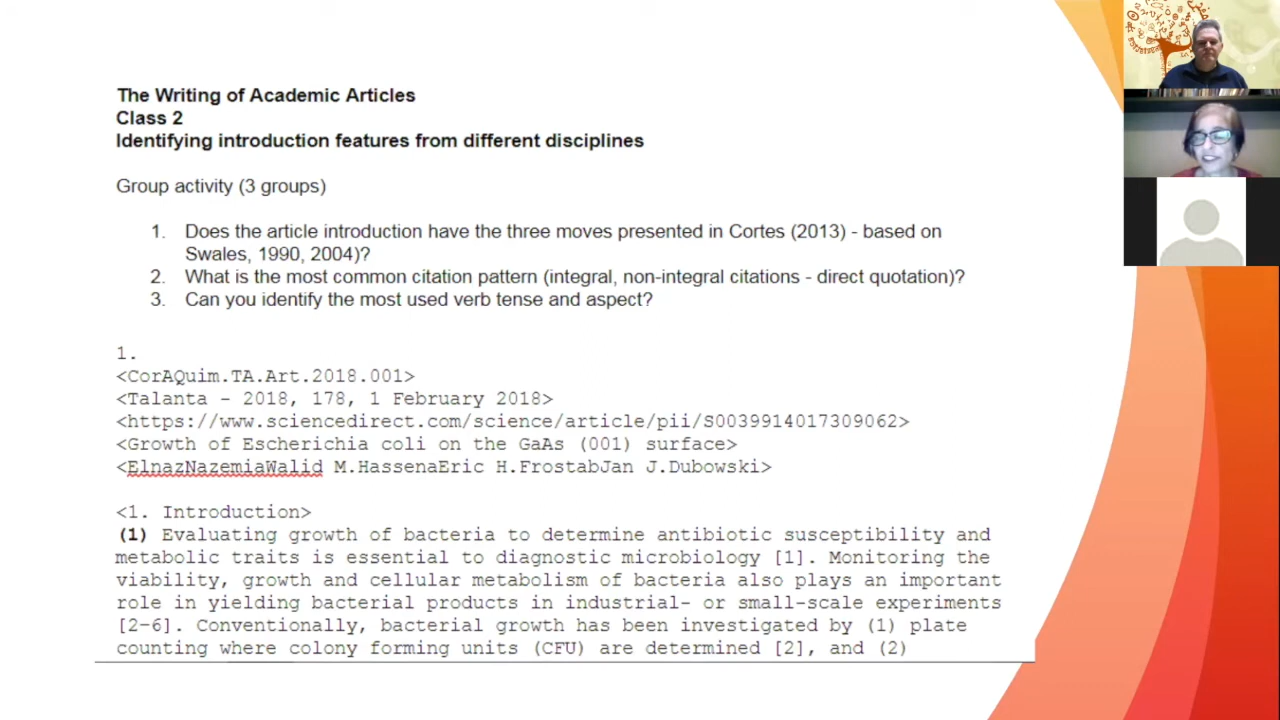 The Writing of Academic Articles
Class 2
Identifying introduction features from different disciplines
Group activity (3 groups)
1. Does the article introduction have the three moves presented in Cortes (2013) - based on
Swales, 1990, 2004)?
2. What is the most common citation pattern (integral, non-integral citations - direct quotation)?
3. Can you identify the most used verb tense and aspect?
1.
<CorAQuim.TA.Art.2018.001>
<Talanta – 2018, 178, 1 February 2018>
<https://www.sciencedirect.com/science/article/pii/S0039914017309062>
<Growth of Escherichia coli on the GaAs (001) surface>
<ElnazNazemiaWalid M.HassenaEric H.FrostabJan J.Dubowski>
<1. Introduction>
(1) Evaluating growth of bacteria to determine antibiotic susceptibility and
metabolic traits is essential to diagnostic microbiology [1]. Monitoring the
viability, growth and cellular metabolism of bacteria also plays an important
role in yielding bacterial products in industrial- or small-scale experiments
[2–6]. Conventionally, bacterial growth has been investigated by (1) plate
counting where colony forming units (CFU) are determined [2], and (2)